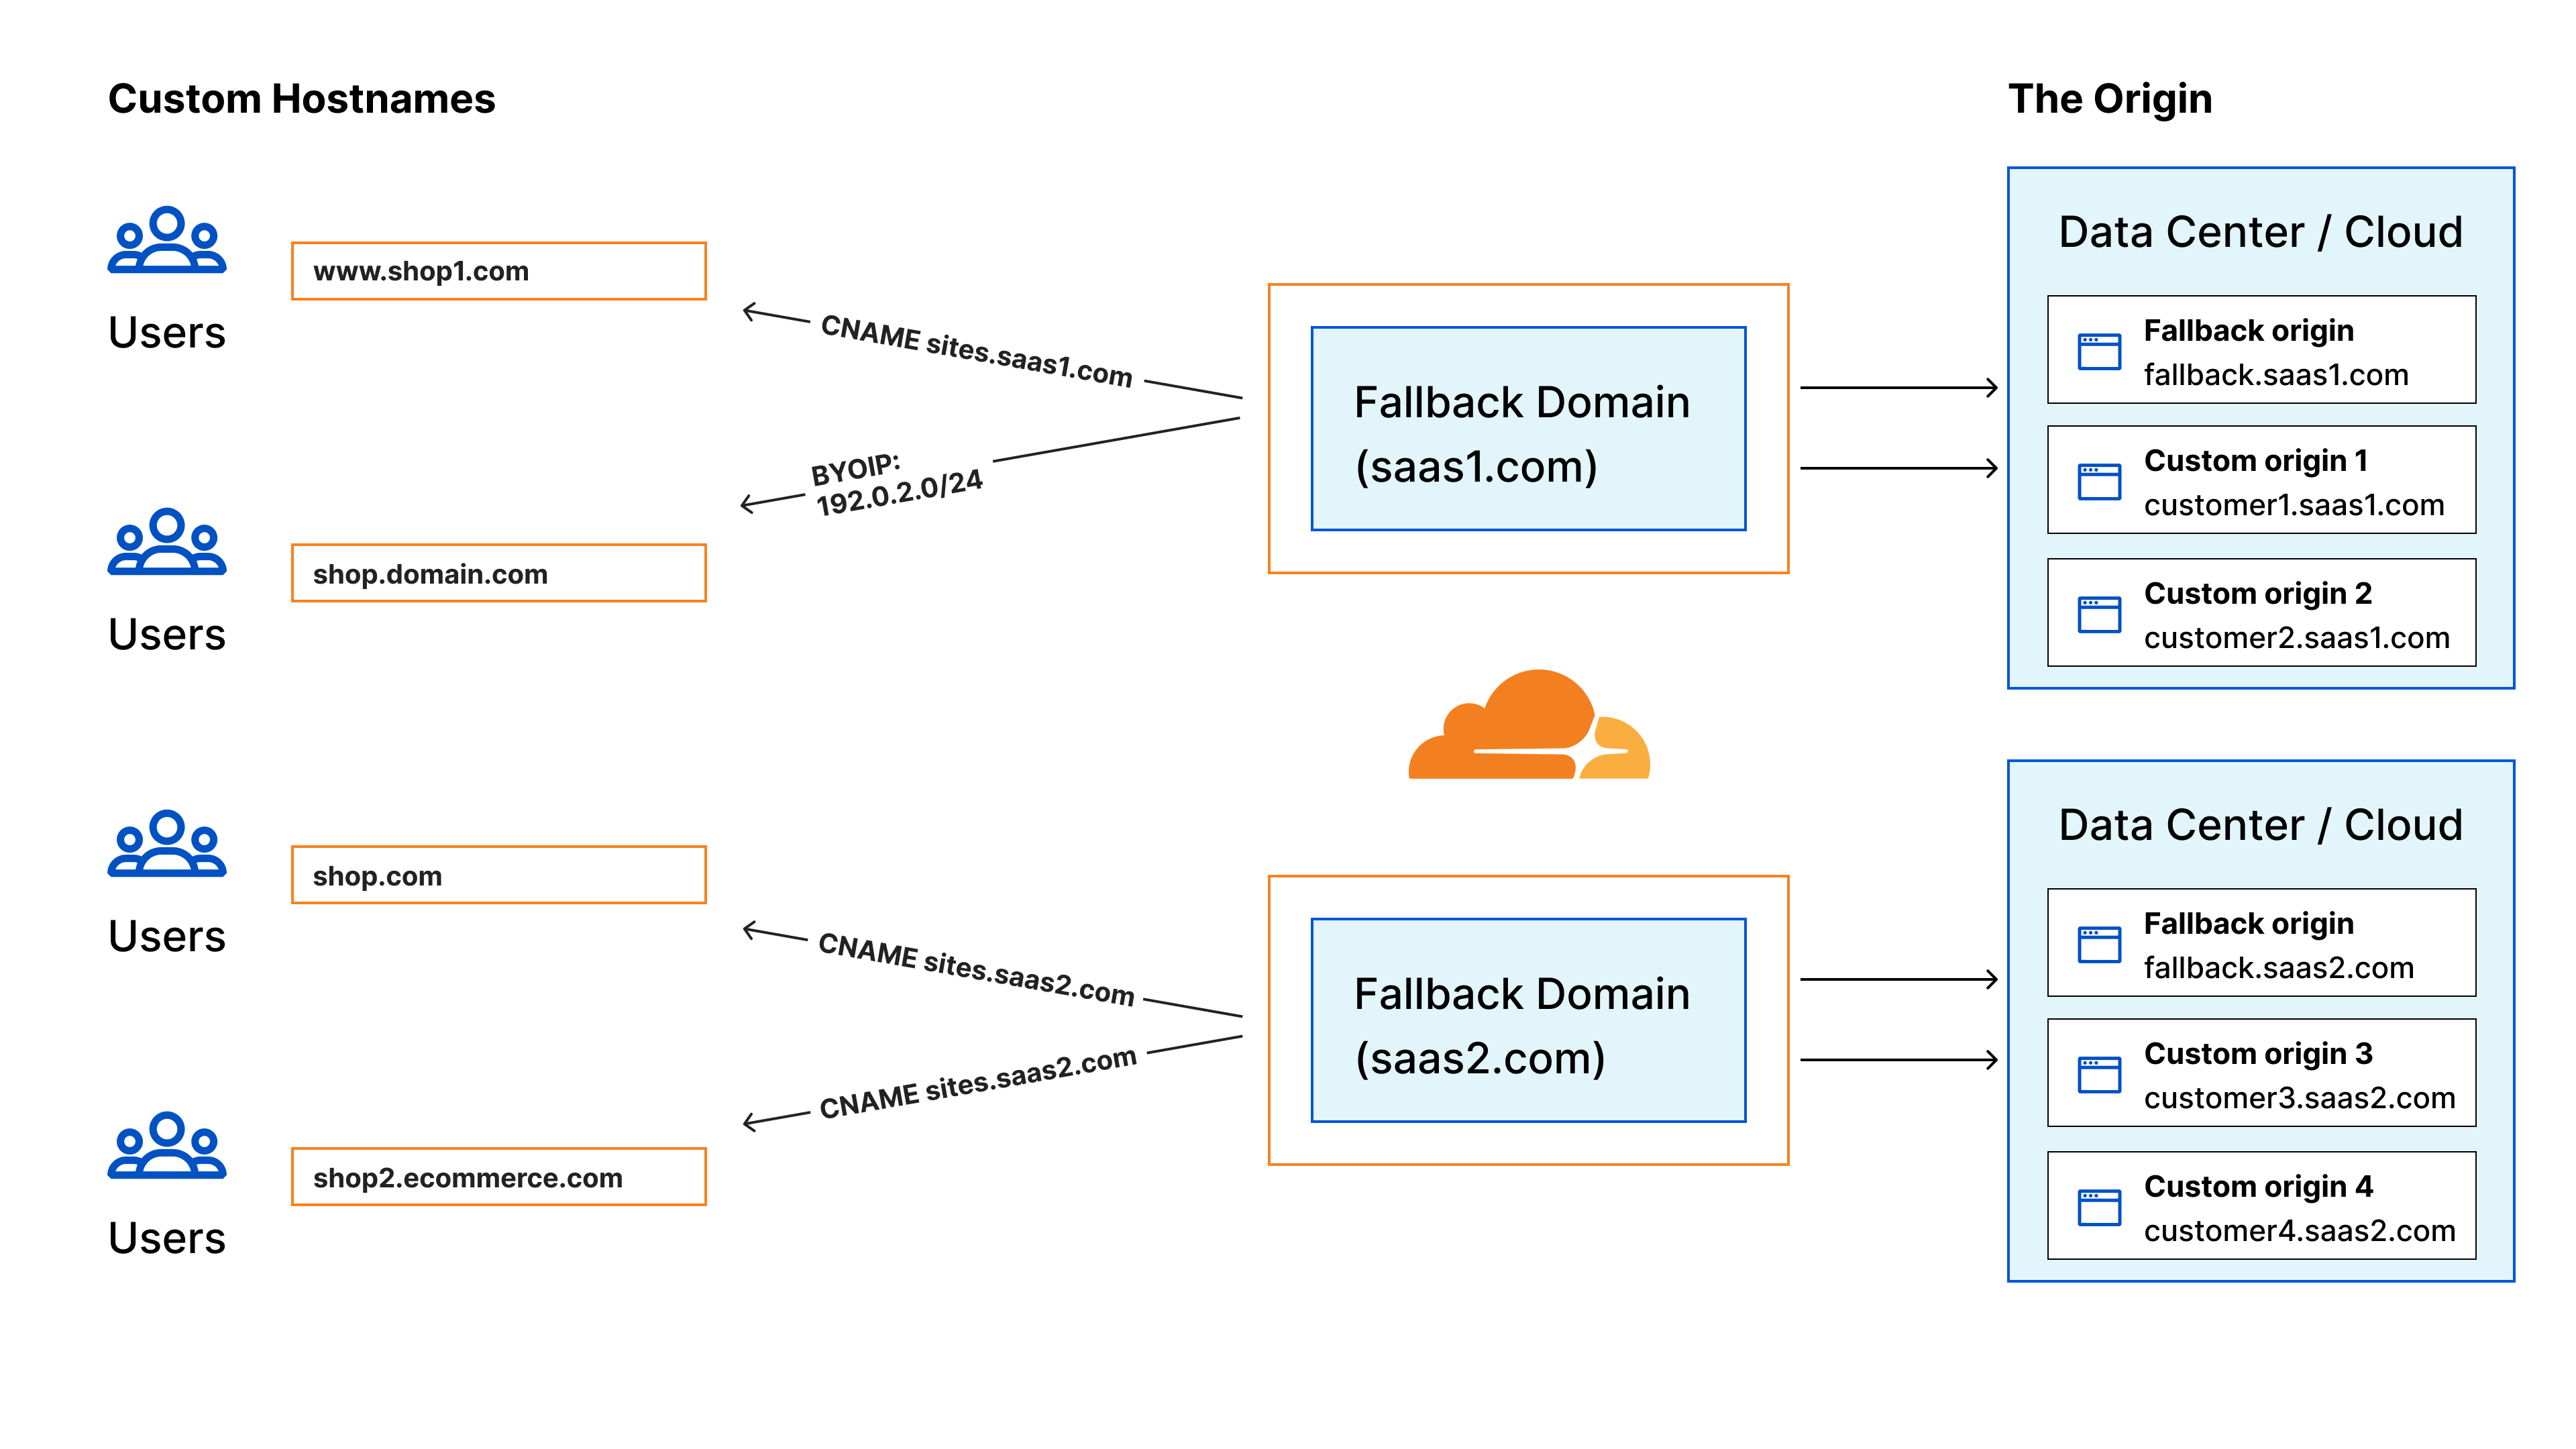 Custom Hostnames
The Origin
Users
www.shop1.com
CNAME sites.saas1.com
Users
shop.domain.com
BYOIP:
192.0.2.0/24
Fallback Domain
(saas1.com)
Data Center / Cloud
Fallback origin
fallback.saas1.com
Custom origin 1
customer1.saas1.com
Custom origin 2
customer2.saas1.com
Users
shop.com
CNAME sites.saas2.com
Users
shop2.ecommerce.com
CNAME sites.saas2.com
Fallback Domain
(saas2.com)
Data Center / Cloud
Fallback origin
fallback.saas2.com
Custom origin 3
customer3.saas2.com
Custom origin 4
customer4.saas2.com